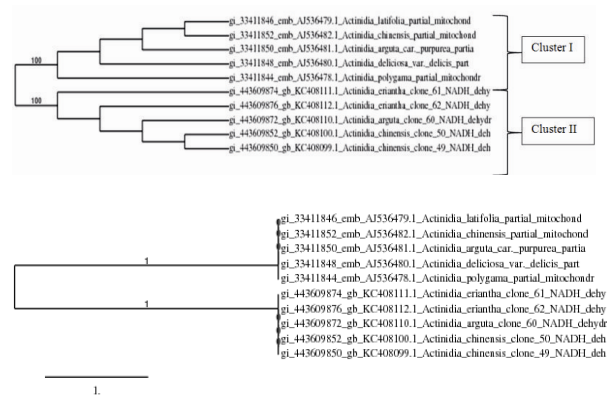 gi_33411846_emb_AJ536479.1_Actinidia_latifolia_partial_mitochond
gi_33411852_emb_AJ536482.1_Actinidia_chinensis_partial_mitochond
gi_33411850_emb_AJ536481.1_Actinidia_arguta_car._purpurea_partia
Cluster I
gi_33411848_emb_AJ536480.1_Actinidia_deliciosa_var._delicis_part
100
gi_33411844_emb_AJ536478.1_Actinidia_polygama_partial_mitochondr
100
gi_443609874_gb_KC408111.1_Actinidia_eriantha_clone_61_NADH_dehy
gi_443609876_gb_KC408112.1_Actinidia_eriantha_clone_62_NADH_dehy
gi_443609872_gb_KC408110.1_Actinidia_arguta_clone_60_NADH_dehydr
Cluster II
gi_443609852_gb_KC408100.1_Actinidia_chinensis_clone_50_NADH_deh
gi_443609850_gb_KC408099.1_Actinidia_chinensis_clone_49_NADH_deh
gi_33411846_emb_AJ536479.1_Actinidia_latifolia_partial_mitochond
gi_33411852_emb_AJ536482.1_Actinidia_chinensis_partial_mitochond
gi_33411850_emb_AJ536481.1_Actinidia_arguta_car._purpurea_partia
1
gi_33411848_emb_AJ536480.1_Actinidia_deliciosa_var._delicis_part
gi_33411844_emb_AJ536478.1_Actinidia_polygama_partial_mitochondr
1
gi_443609874_gb_KC408111.1_Actinidia_eriantha_clone_61_NADH_dehy
gi_443609876_gb_KC408112.1_Actinidia_eriantha_clone_62_NADH_dehy
gi_443609872_gb_KC408110.1_Actinidia_arguta_clone_60_NADH_dehydr
gi_443609852_gb_KC408100.1_Actinidia_chinensis_clone_50_NADH_deh
gi_443609850_gb_KC408099.1_Actinidia_chinensis_clone_49_NADH_deh
1.